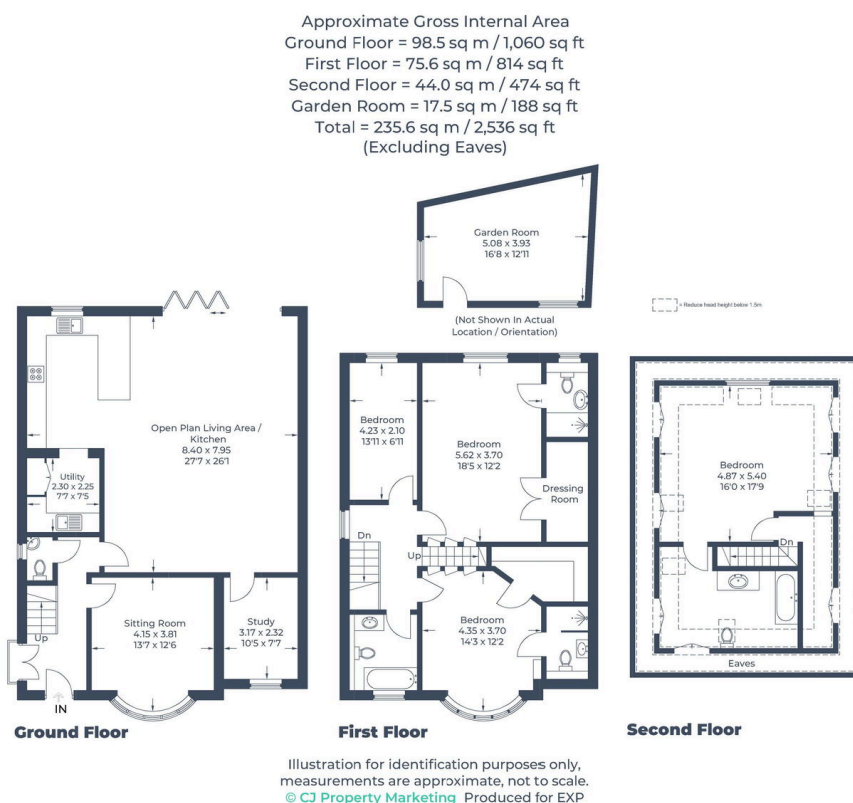 Approximate Gross Internal Area
Ground Floor = 98.5 sq m / 1,060 sq ft
First Floor = 75.6 sq m / 814 sq ft
Second Floor = 44.0 sq m / 474 sq ft
Garden Room = 17.5 sq m / 188 sq ft
Total = 235.6 sq m / 2,536 sq ft
(Excluding Eaves)
Garden Room
5.08 x 3.93
16'8 x 12'11
(Not Shown In Actual
Location / Orientation)
= Reduce head height below 1.5m
Open Plan Living Area /
Kitchen
8.40 x 7.95
27'7 x 26'1
Utility
2.30 x 2.25
7'7 x 7'5
Up
Sitting Room
4.15 x 3.81
13'7 x 12'6
Study
3.17 x 2.32
10'5 x 7'7
IN
Ground Floor
Bedroom
4.23 x 2.10
13'11 x 6'11
Bedroom
5.62 x 3.70
18'5 x 12'2
Dressing
Room
Dn
Up
Bedroom
4.35 x 3.70
14'3 x 12'2
First Floor
Bedroom
4.87 x 5.40
16'0 x 17'9
Dn
Eaves
Second Floor
Illustration for identification purposes only,
measurements are approximate, not to scale.
© CJ Property Marketing Produced for EXP